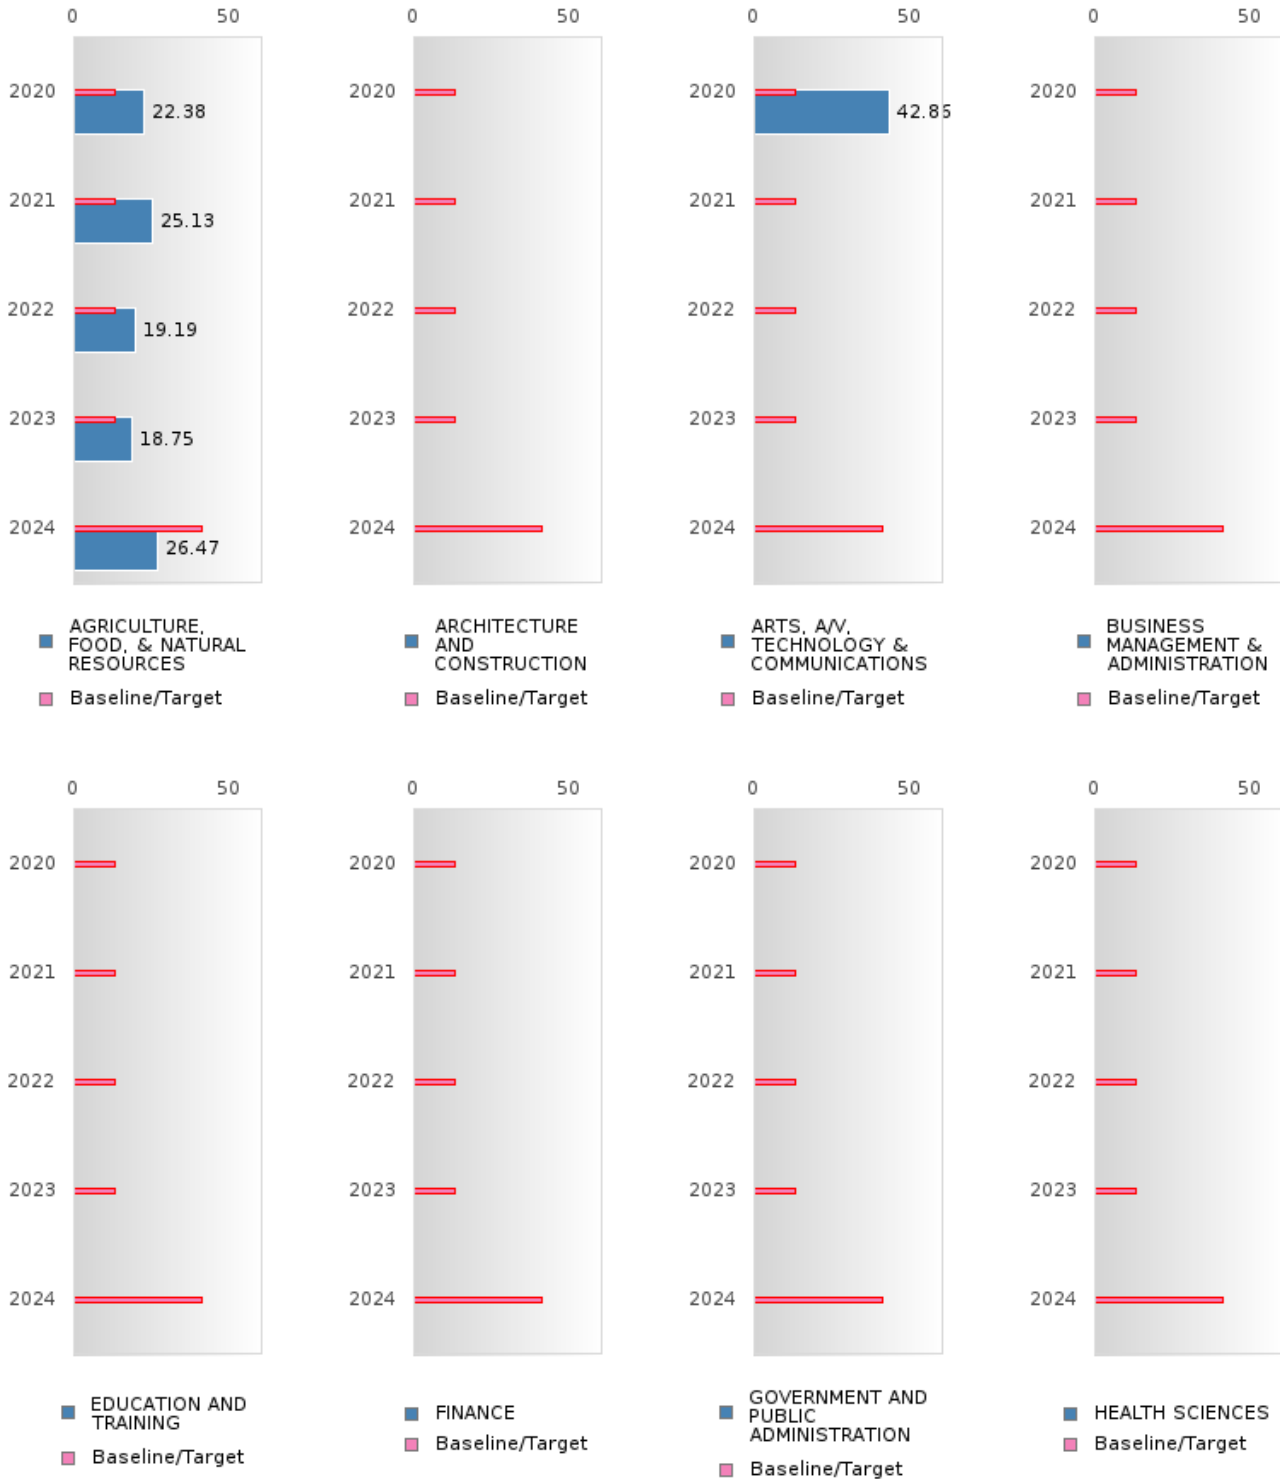 0 50 0 50 0 50 0 50
2020 22.38 2020 2020 42.86 2020
2021 25.13 2021 2021 2021
2022 19.19 2022 2022 2022
2023 18.75 2023 2023 2023
2024 26.47 2024 2024 2024
AGRICULTURE,
FOOD, & NATURAL
RESOURCES
Baseline/Target
ARCHITECTURE
AND
CONSTRUCTION
Baseline/Target
ARTS, A/V,
TECHNOLOGY &
COMMUNICATIONS
Baseline/Target
BUSINESS
MANAGEMENT &
ADMINISTRATION
Baseline/Target
0 50 0 50 0 50 0 50
2020 2020 2020 2020
2021 2021 2021 2021
2022 2022 2022 2022
2023 2023 2023 2023
2024 2024 2024 2024
EDUCATION AND
TRAINING
Baseline/Target
FINANCE
Baseline/Target
GOVERNMENT AND
PUBLIC
ADMINISTRATION
Baseline/Target
HEALTH SCIENCES
Baseline/Target